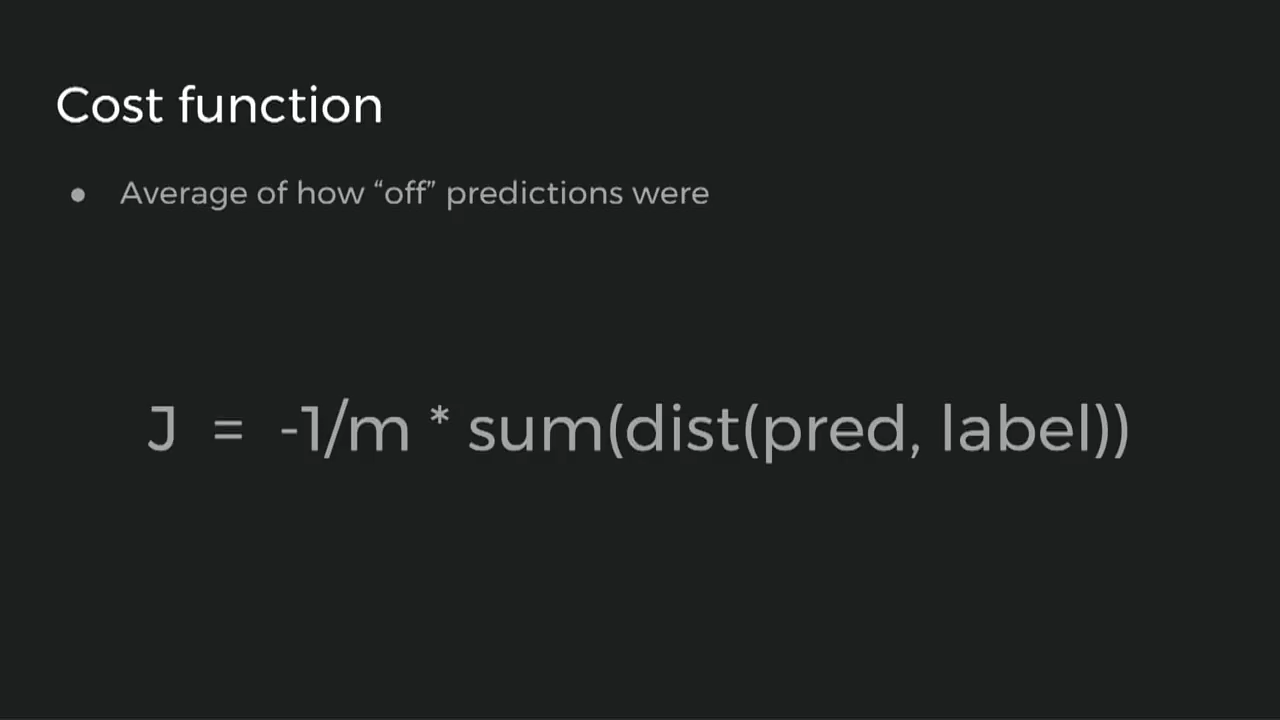 Cost function
● Average of how “off” predictions were
J = -1/m * sum(dist(pred, label))